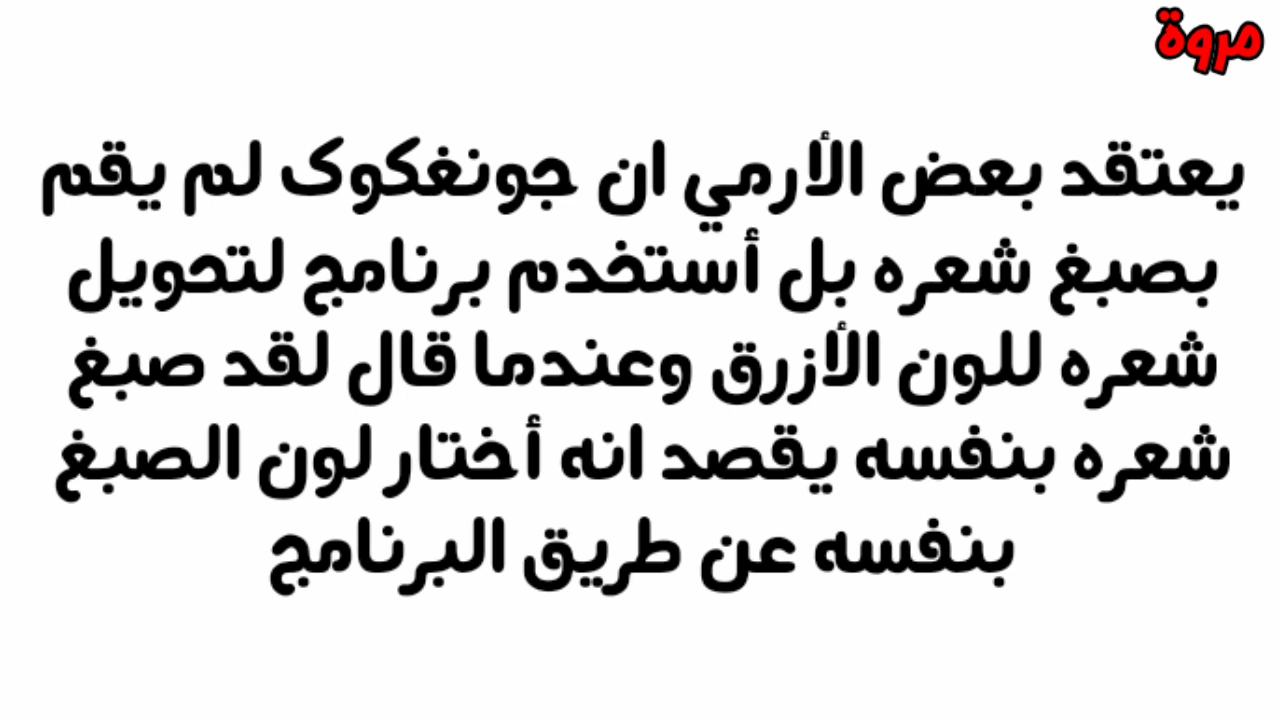 مروة
يعتقد بعض الأرمي ان جونغكوك لم يقم
بصبغ شعره بل أستخدم برنامج لتحويل
شعره للون الأزرق وعندما قال لقد صبغ
شعره بنفسه يقصد انه أختار لون الصبغ
بنفسه عن طريق البرنامج